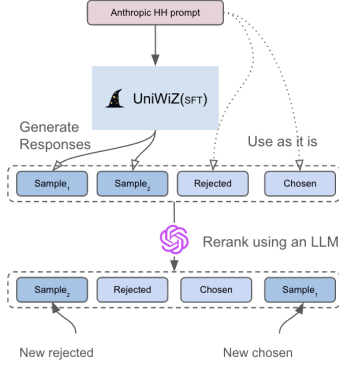 Anthropic HH prompt
UniWiZ(SFT)
Generate
Responses
Use as it is
Sample₁ Sample₂ Rejected Chosen
Rerank using an LLM
Sample₂ Rejected Chosen Sample₁
New rejected New chosen